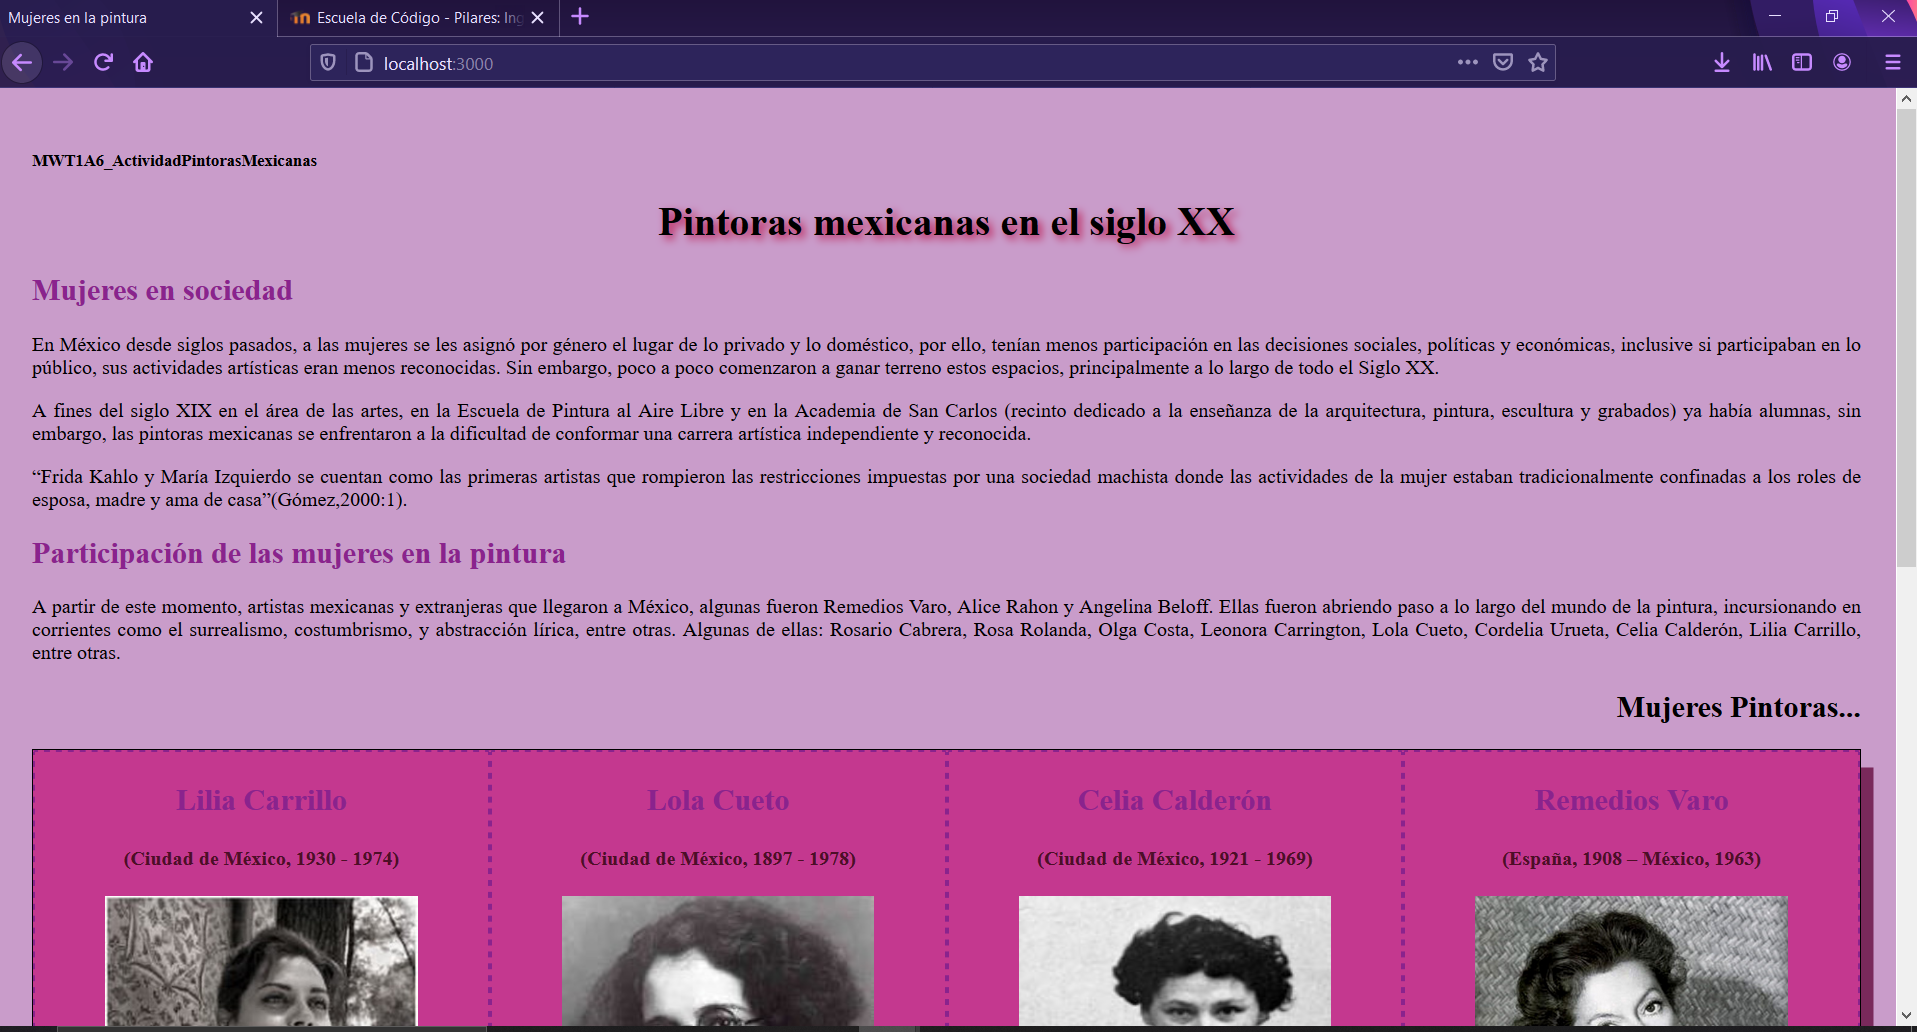 Mujeres en la pintura
Escuela de Código - Pilares: Ing
localhost:3000
MWT1A6_ActividadPintorasMexicanas
Pintoras mexicanas en el siglo XX
Mujeres en sociedad
En México desde siglos pasados, a las mujeres se les asignó por género el lugar de lo privado y lo doméstico, por ello, tenían menos participación en las decisiones sociales, políticas y económicas, inclusive si participaban en lo
público, sus actividades artísticas eran menos reconocidas. Sin embargo, poco a poco comenzaron a ganar terreno estos espacios, principalmente a lo largo de todo el Siglo XX.
A fines del siglo XIX en el área de las artes, en la Escuela de Pintura al Aire Libre y en la Academia de San Carlos (recinto dedicado a la enseñanza de la arquitectura, pintura, escultura y grabados) ya había alumnas, sin
embargo, las pintoras mexicanas se enfrentaron a la dificultad de conformar una carrera artística independiente y reconocida.
“Frida Kahlo y María Izquierdo se cuentan como las primeras artistas que rompieron las restricciones impuestas por una sociedad machista donde las actividades de la mujer estaban tradicionalmente confinadas a los roles de
esposa, madre y ama de casa”(Gómez,2000:1).
Participación de las mujeres en la pintura
A partir de este momento, artistas mexicanas y extranjeras que llegaron a México, algunas fueron Remedios Varo, Alice Rahon y Angelina Beloff. Ellas fueron abriendo paso a lo largo del mundo de la pintura, incursionando en
corrientes como el surrealismo, costumbrismo, y abstracción lírica, entre otras. Algunas de ellas: Rosario Cabrera, Rosa Rolanda, Olga Costa, Leonora Carrington, Lola Cueto, Cordelia Urueta, Celia Calderón, Lilia Carrillo,
entre otras.
Mujeres Pintoras...
Lilia Carrillo
(Ciudad de México, 1930 - 1974)
Lola Cueto
(Ciudad de México, 1897 - 1978)
Celia Calderón
(Ciudad de México, 1921 - 1969)
Remedios Varo
(España, 1908 – México, 1963)